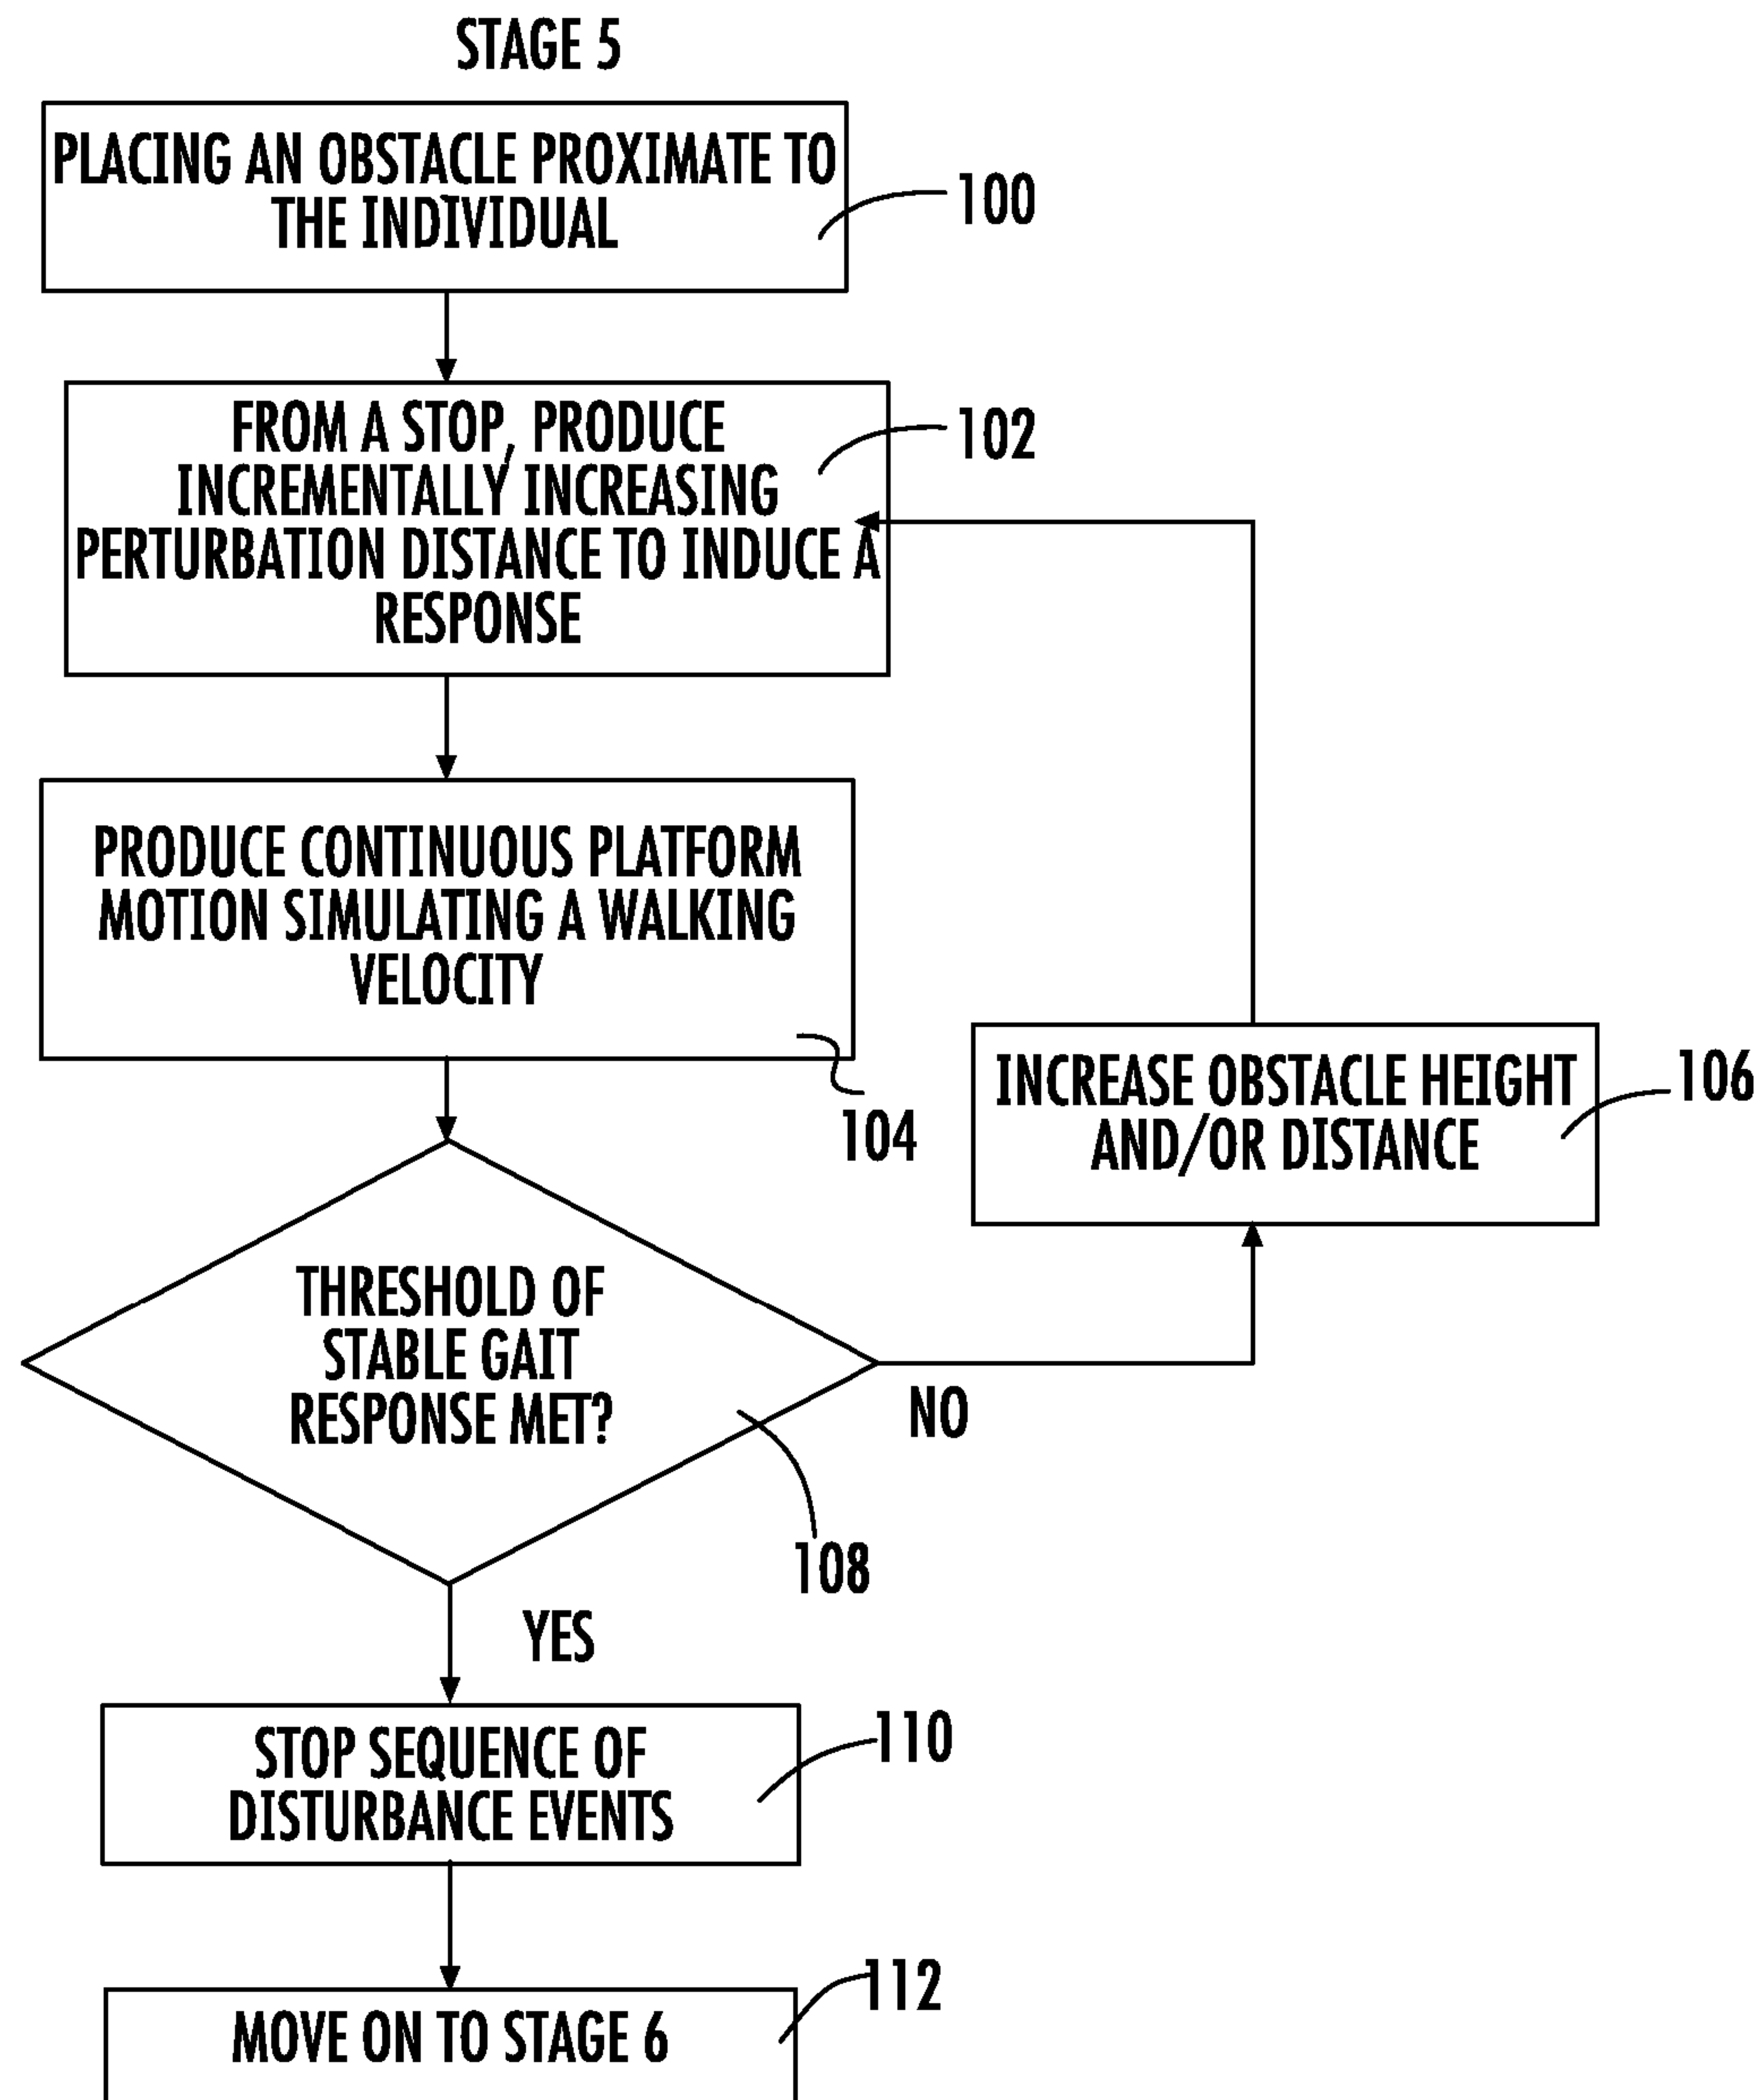 STAGE 5
PLACING AN OBSTACLE PROXIMATE TO
THE INDIVIDUAL
100
FROM A STOP, PRODUCE
INCREMENTALLY INCREASING
PERTURBATION DISTANCE TO INDUCE A
RESPONSE
102
PRODUCE CONTINUOUS PLATFORM
MOTION SIMULATING A WALKING
VELOCITY
104
INCREASE OBSTACLE HEIGHT
AND/OR DISTANCE
106
THRESHOLD OF
STABLE GAIT
RESPONSE MET?
NO
108
YES
STOP SEQUENCE OF
DISTURBANCE EVENTS
110
MOVE ON TO STAGE 6
112